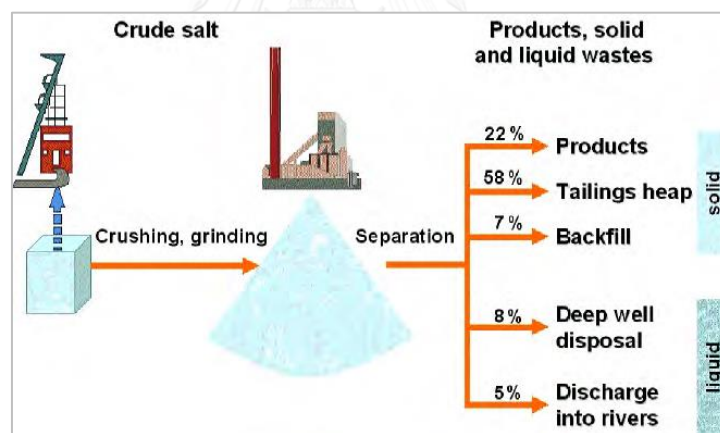 Crude salt
Products, solid
and liquid wastes
22 %
Products
58 %
Tailings heap
7 %
Backfill
solid
Crushing, grinding
Separation
8 %
Deep well
disposal
5%
Discharge
into rivers
liquid